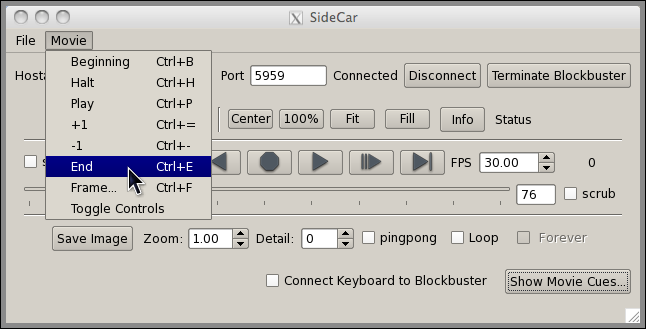 SideCar
File Movie
Beginning Ctrl+B
Halt Ctrl+H
Play Ctrl+P
+1 Ctrl+=
-1 Ctrl+-
End Ctrl+E
Frame... Ctrl+F
Toggle Controls
Port 5959 Connected Disconnect Terminate Blockbuster
Center 100% Fit Fill Info Status
FPS 30.00 0
76 scrub
Save Image Zoom: 1.00 Detail: 0 pingpong Loop Forever
Connect Keyboard to Blockbuster Show Movie Cues...